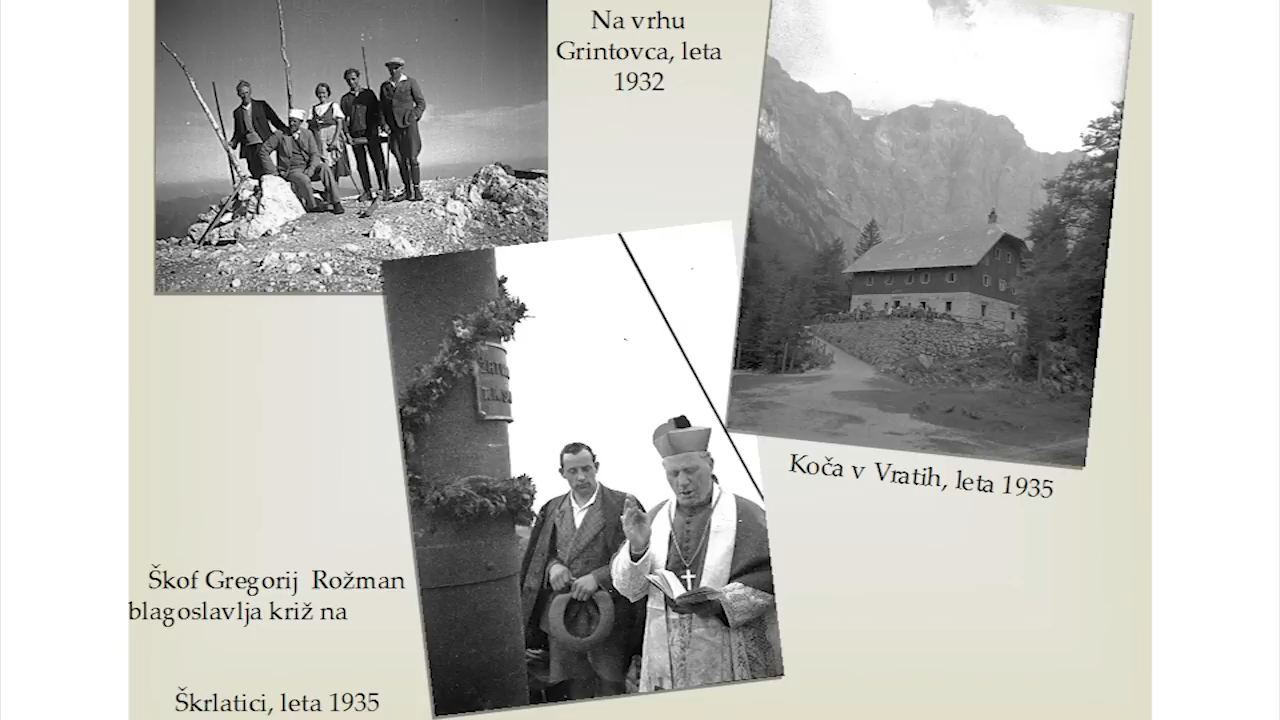 Na vrhu
Grintovca, leta
1932
Koča v Vratih, leta 1935
Škof Gregorij Rožman
blagoslavlja križ na
Škrlatici, leta 1935